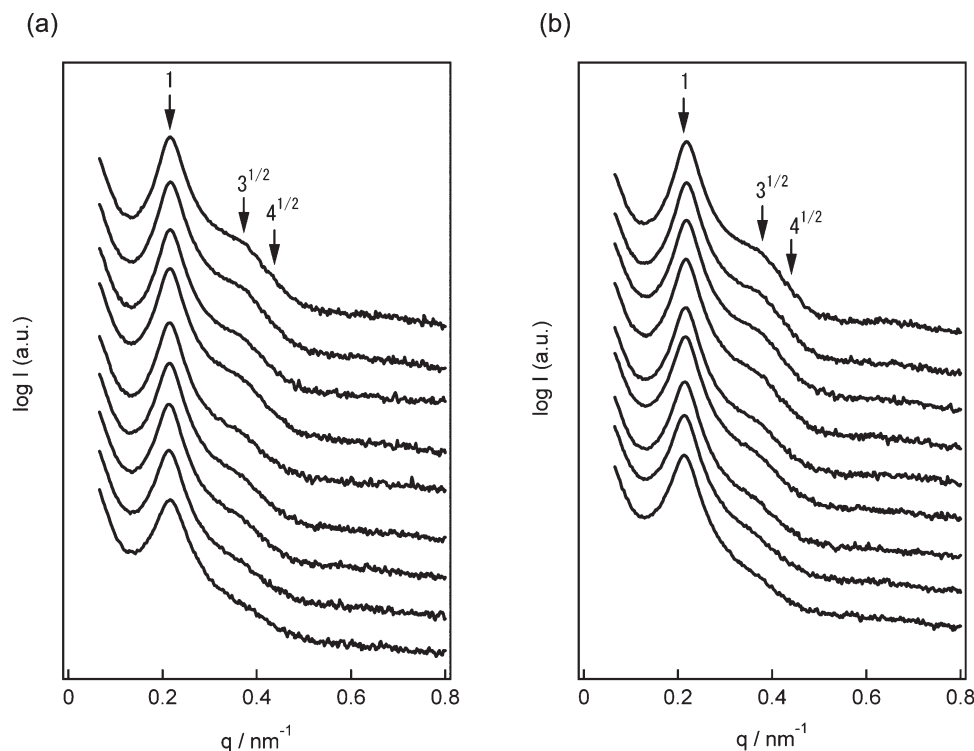 (a)
1
3^{1/2}
4^{1/2}
log I (a.u.)
0
0.2
0.4
0.6
0.8
q / nm^{-1}
(b)
1
3^{1/2}
4^{1/2}
log I (a.u.)
0
0.2
0.4
0.6
0.8
q / nm^{-1}